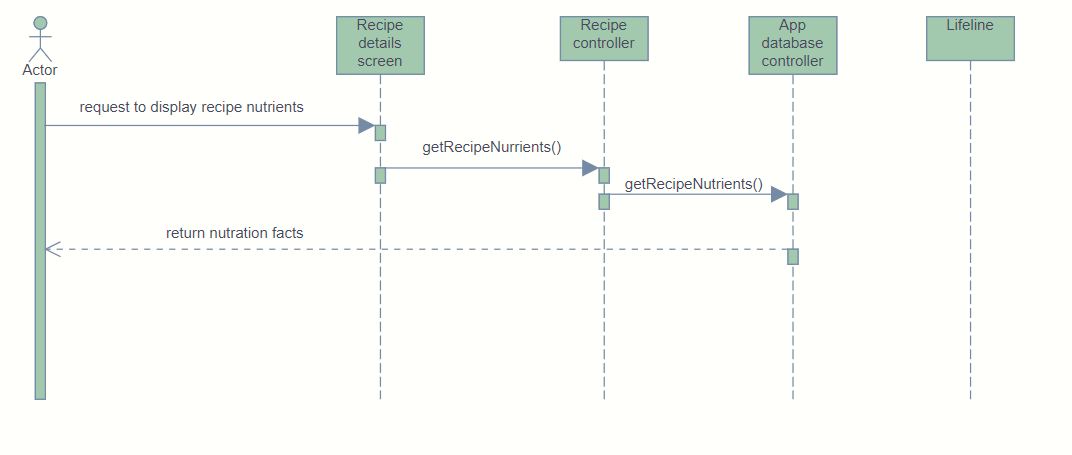 Recipe
details
screen
Recipe
controller
App
database
controller
Lifeline
Actor
request to display recipe nutrients
getRecipeNurrients()
getRecipeNutrients()
return nutration facts